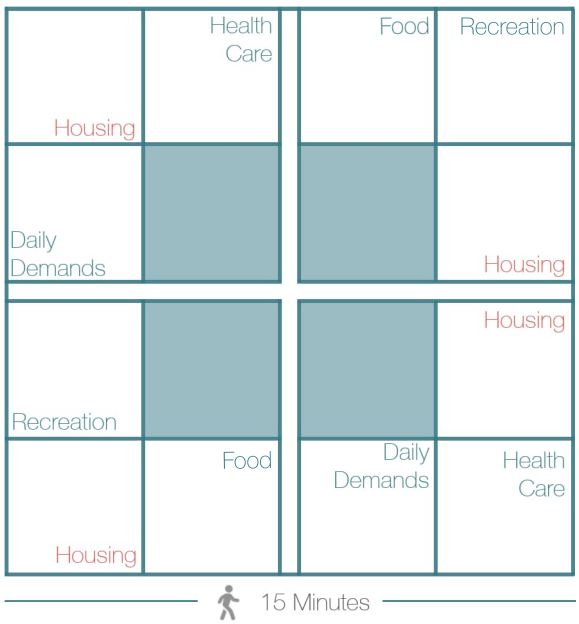 Health
Care
Food
Recreation
Housing
Daily
Demands
Housing
Housing
Recreation
Food
Daily
Demands
Health
Care
Housing
15 Minutes